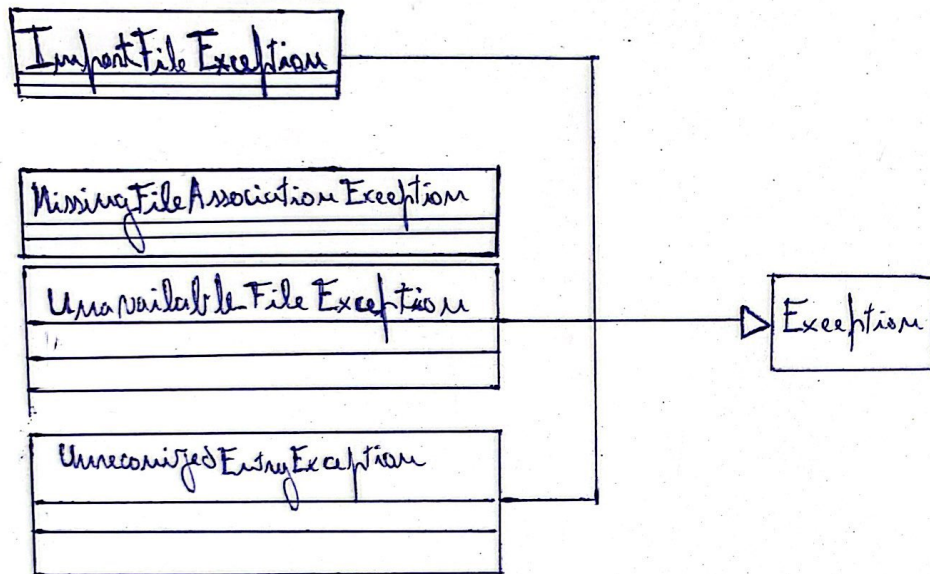 ImportFileException
MissingFileAssociationException
UnavailableFileException
Exception
UnreconizedEntryException